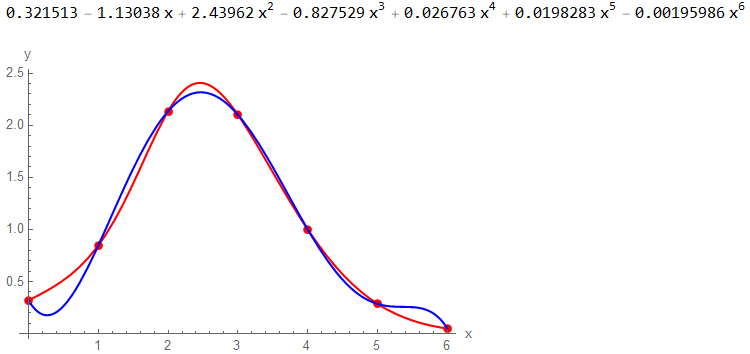 0.321513 − 1.13038 x + 2.43962 x² − 0.827529 x³ + 0.026763 x⁴ + 0.0198283 x⁵ − 0.00195986 x⁶
y
2.5
2.0
1.5
1.0
0.5
1 2 3 4 5 6 x